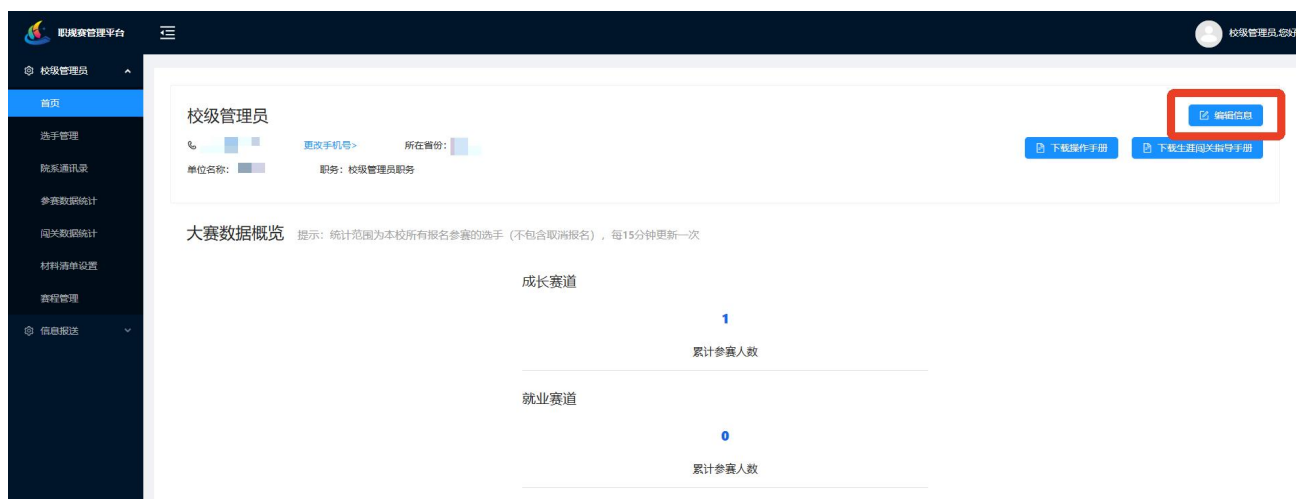 职规赛管理平台
校级管理员,您好
校级管理员
首页
选手管理
院系通讯录
参赛数据统计
闯关数据统计
材料清单设置
赛程管理
信息报送
校级管理员
编辑信息
更改手机号> 所在省份：
下载操作手册 下载生涯闯关指导手册
单位名称： 职务：校级管理员职务
大赛数据概览 提示：统计范围为本校所有报名参赛的选手（不包含取消报名），每15分钟更新一次
成长赛道
1
累计参赛人数
就业赛道
0
累计参赛人数